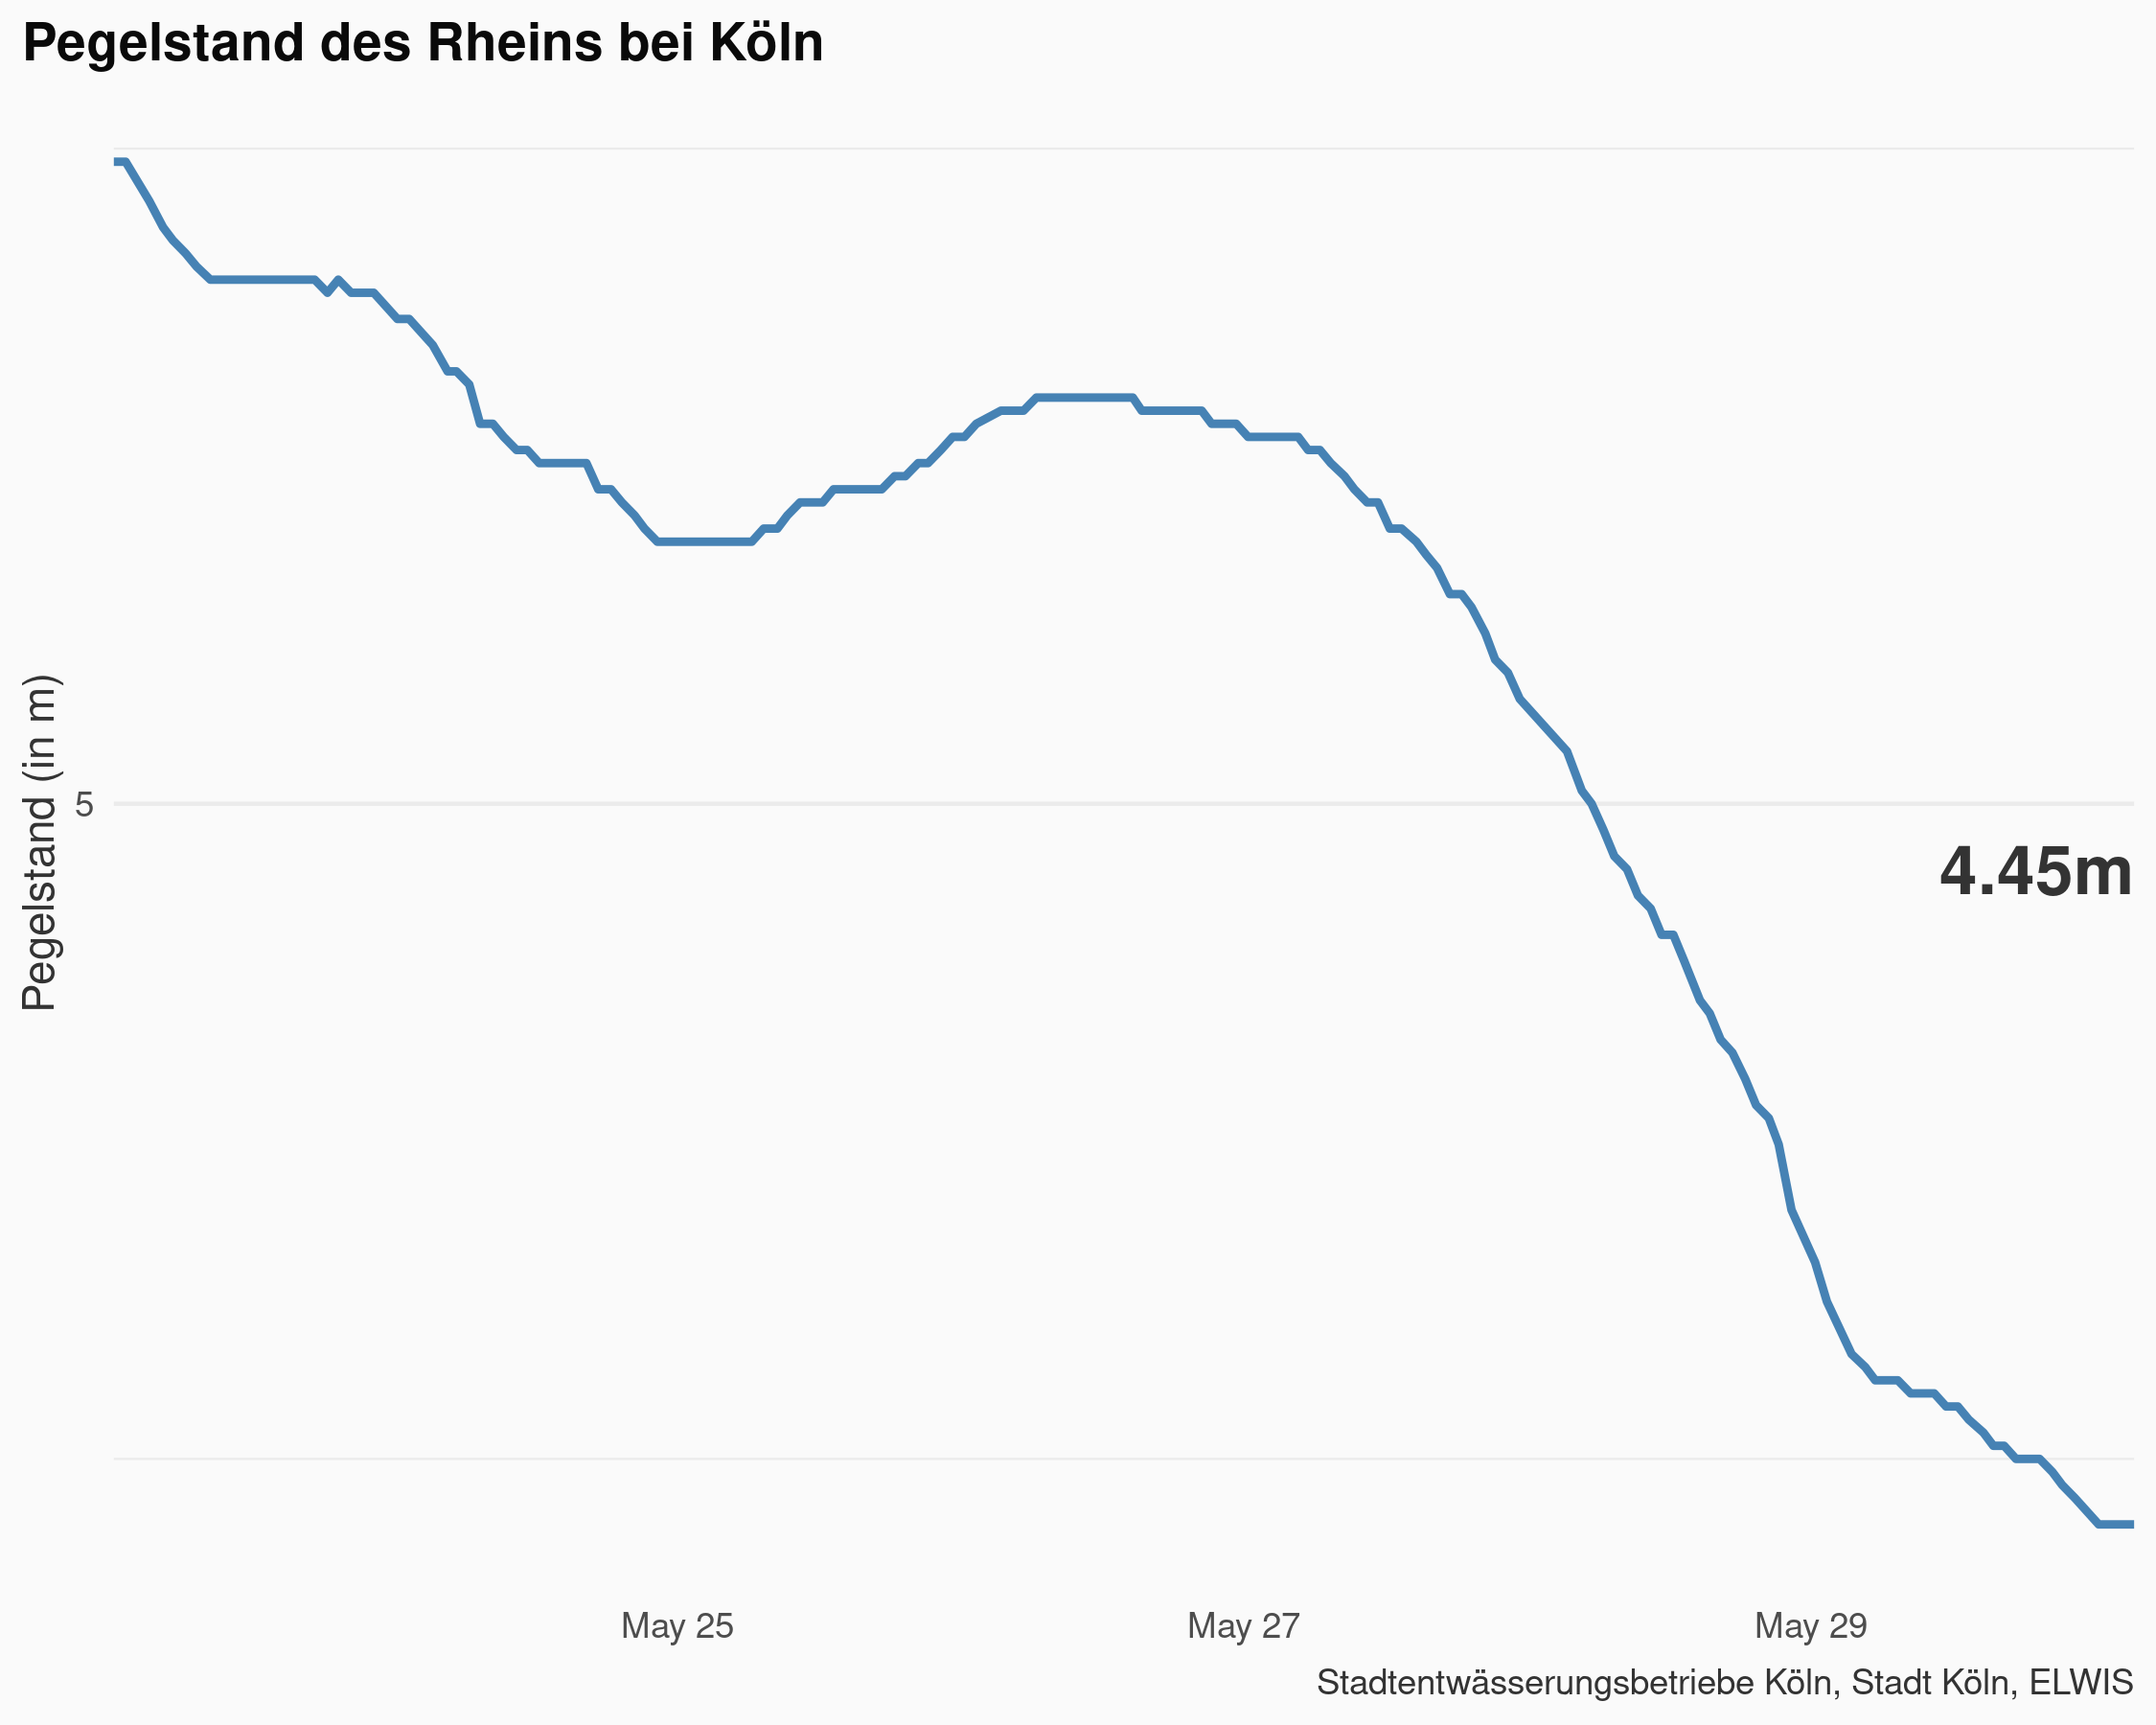 Pegelstand des Rheins bei Köln
Pegelstand (in m)
5
4.45m
May 25
May 27
May 29
Stadtentwässerungsbetriebe Köln, Stadt Köln, ELWIS